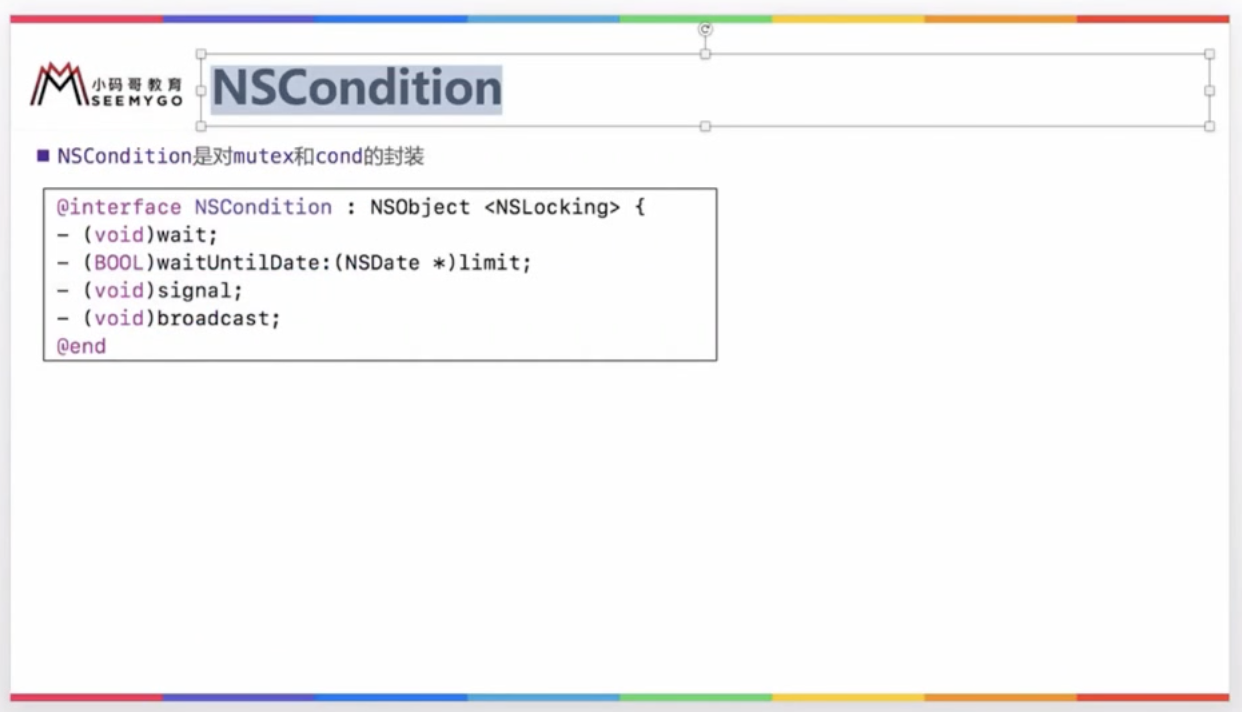 小码哥教育
SEEMYGO
NSCondition
NSCondition是对mutex和cond的封装
@interface NSCondition : NSObject <NSLocking> {
- (void)wait;
- (BOOL)waitUntilDate:(NSDate *)limit;
- (void)signal;
- (void)broadcast;
@end